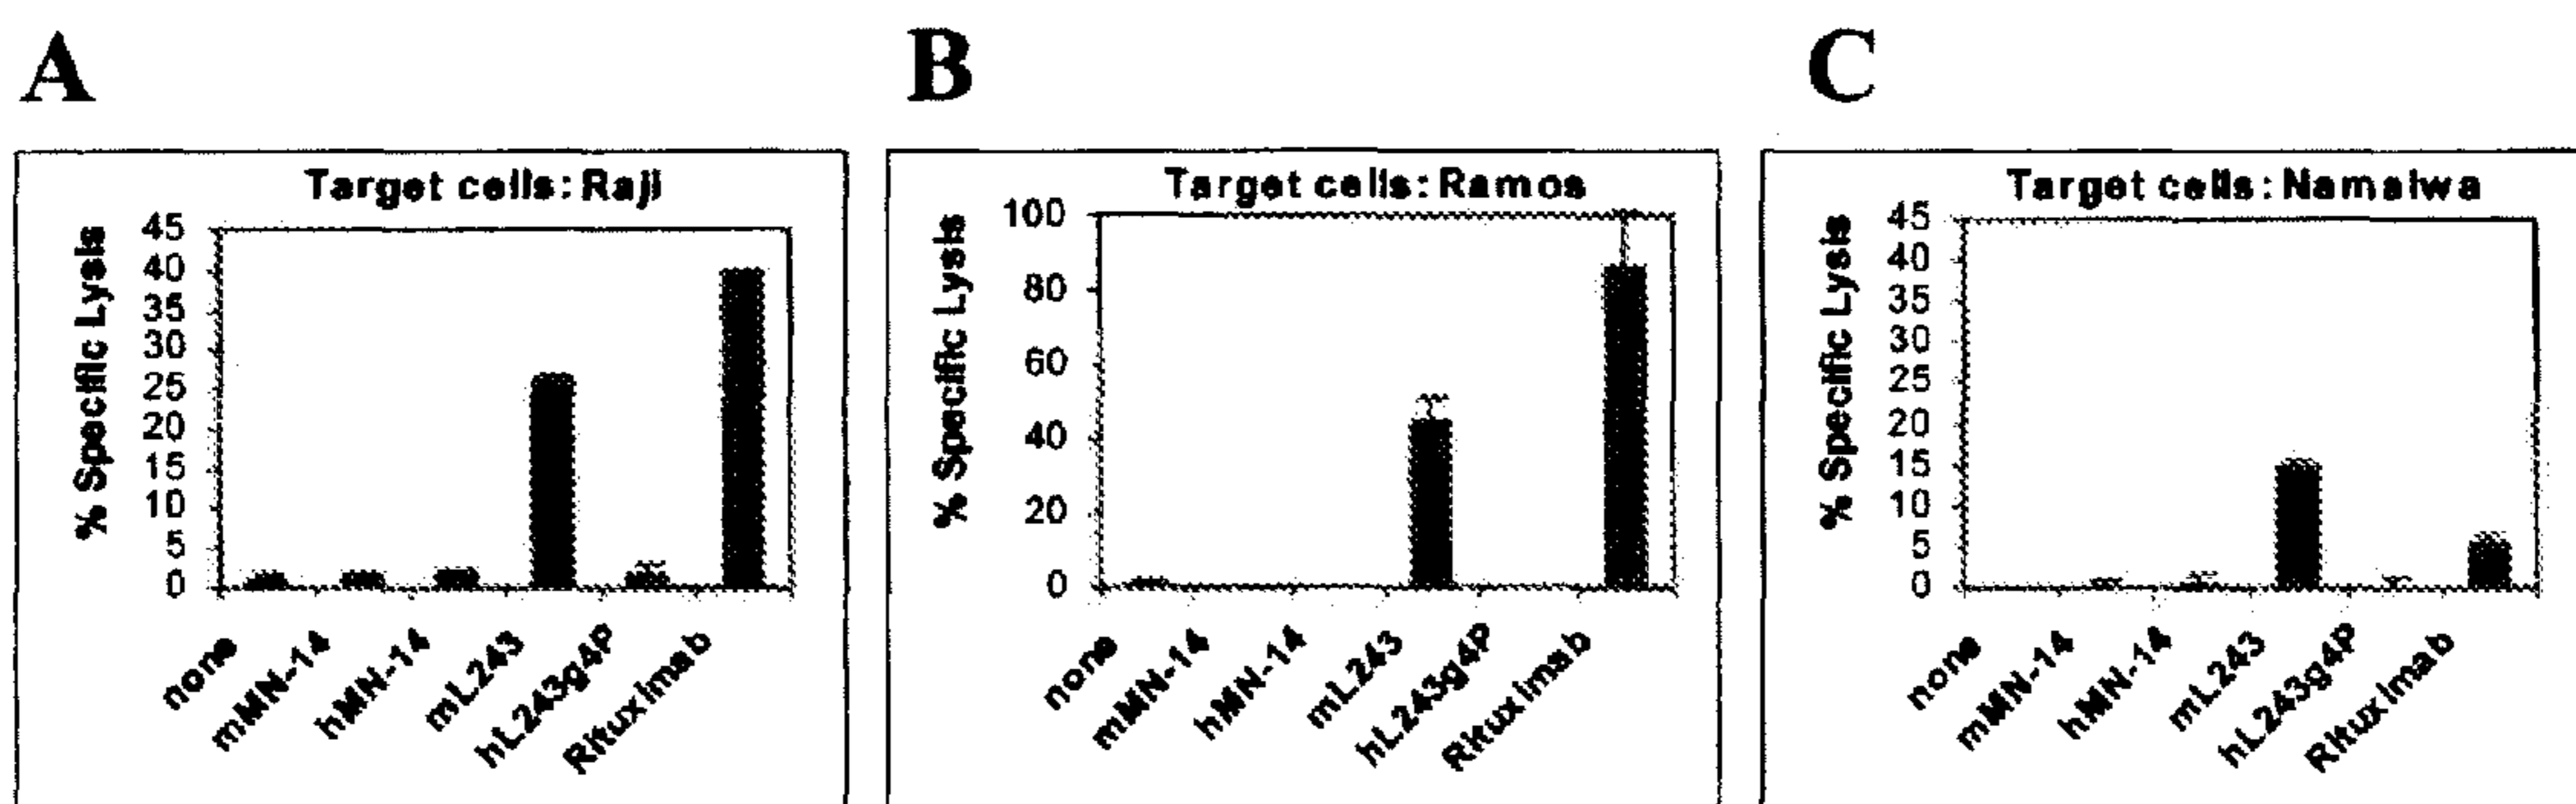 A
B
C
Target cells: Raji
% Specific Lysis
45
40
35
30
25
20
15
10
5
0
none
mMN-14
hMN-14
mL243
hL243g4P
Rituximab
Target cells: Ramos
% Specific Lysis
100
80
60
40
20
0
none
mMN-14
hMN-14
mL243
hL243g4P
Rituximab
Target cells: Namalwa
% Specific Lysis
45
40
35
30
25
20
15
10
5
0
none
mMN-14
hMN-14
mL243
hL243g4P
Rituximab